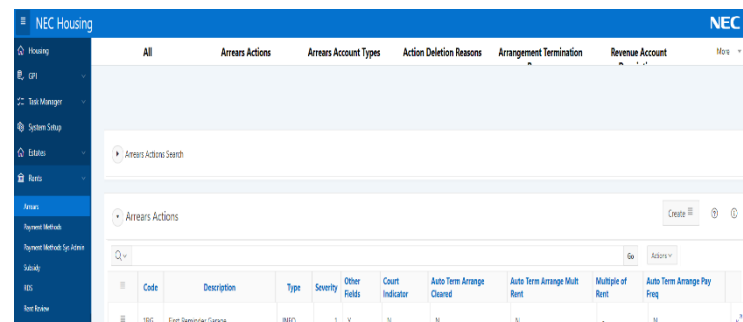 NEC Housing
NEC
Housing
GPI
Task Manager
System Setup
Estates
Rents
Arrears
Payment Methods
Payment Methods Sys Admin
Subsidy
RDS
Rent Review
All Arrears Actions Arrears Account Types Action Deletion Reasons Arrangement Termination Revenue Account More
Arrears Actions Search
Arrears Actions Create
Go Actions
Code Description Type Severity Other Fields Court Indicator Auto Term Arrange Cleared Auto Term Arrange Mult Rent Multiple of Rent Auto Term Arrange Pay Freq
1RG First Reminder Garage INFO 1 Y N N N - N